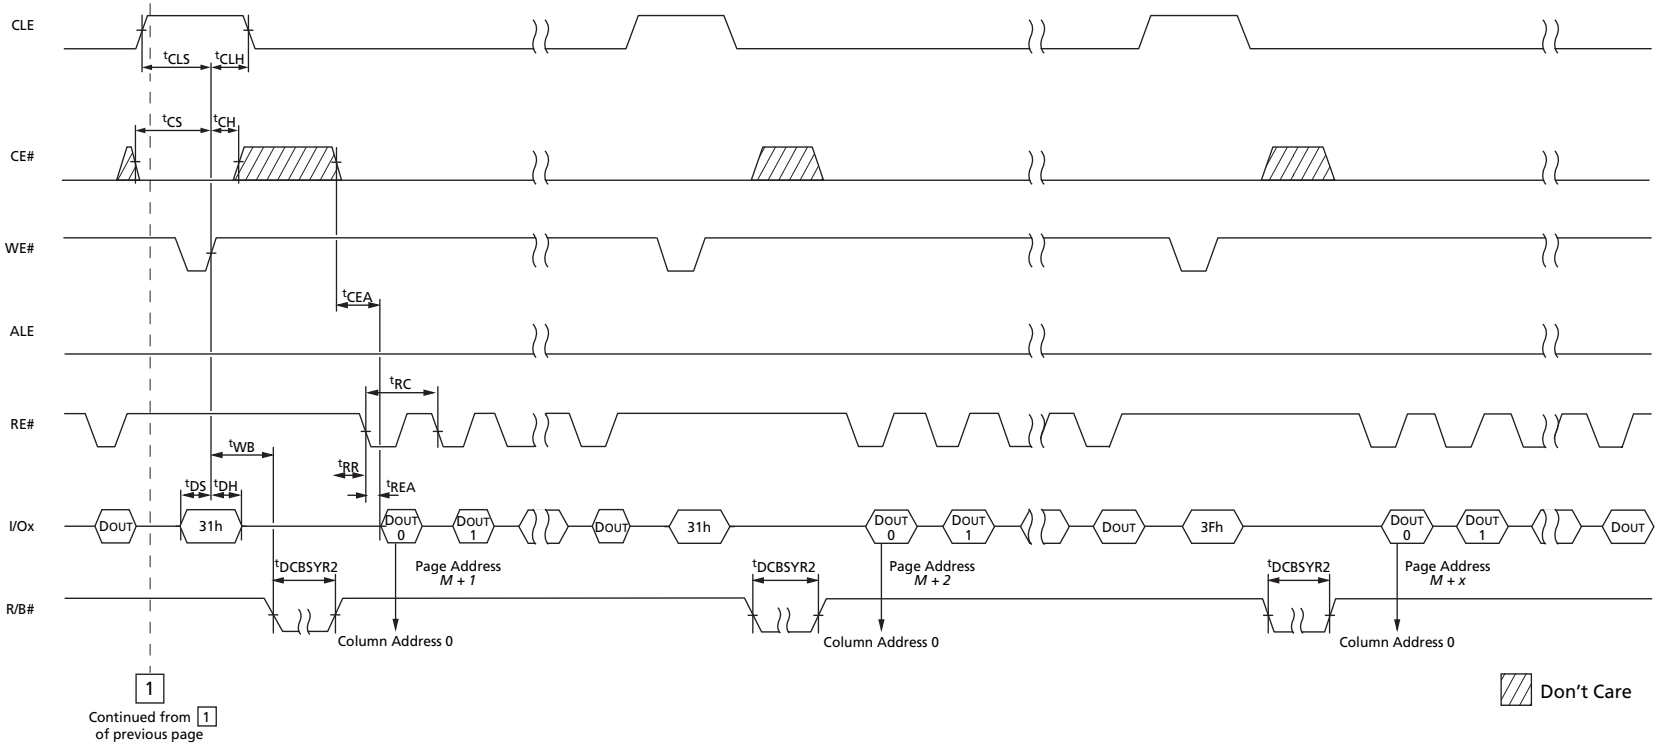 CLE
tCLS tCLH
tCS tCH
CE#
WE#
tCEA
ALE
tRC
RE#
tWB
tRR
tREA
tDS tDH
I/Ox
DOUT
31h
DOUT 0
DOUT 1
DOUT
31h
DOUT 0
DOUT 1
DOUT
3Fh
DOUT 0
DOUT 1
DOUT
tDCBSYR2
Page Address
M + 1
tDCBSYR2
Page Address
M + 2
tDCBSYR2
Page Address
M + x
R/B#
Column Address 0
Column Address 0
Column Address 0
1
Continued from 1
of previous page
Don't Care